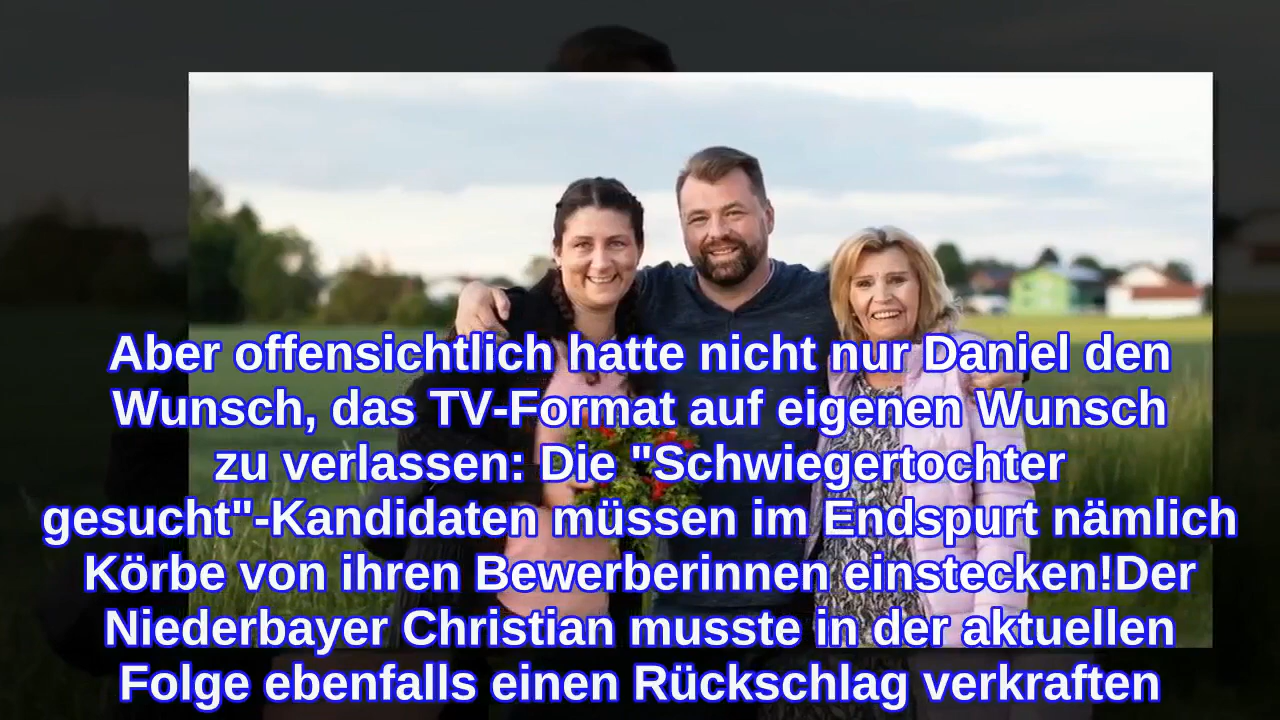 Aber offensichtlich hatte nicht nur Daniel den
Wunsch, das TV-Format auf eigenen Wunsch
zu verlassen: Die "Schwiegertochter
gesucht"-Kandidaten müssen im Endspurt nämlich
Körbe von ihren Bewerberinnen einstecken!Der
Niederbayer Christian musste in der aktuellen
Folge ebenfalls einen Rückschlag verkraften